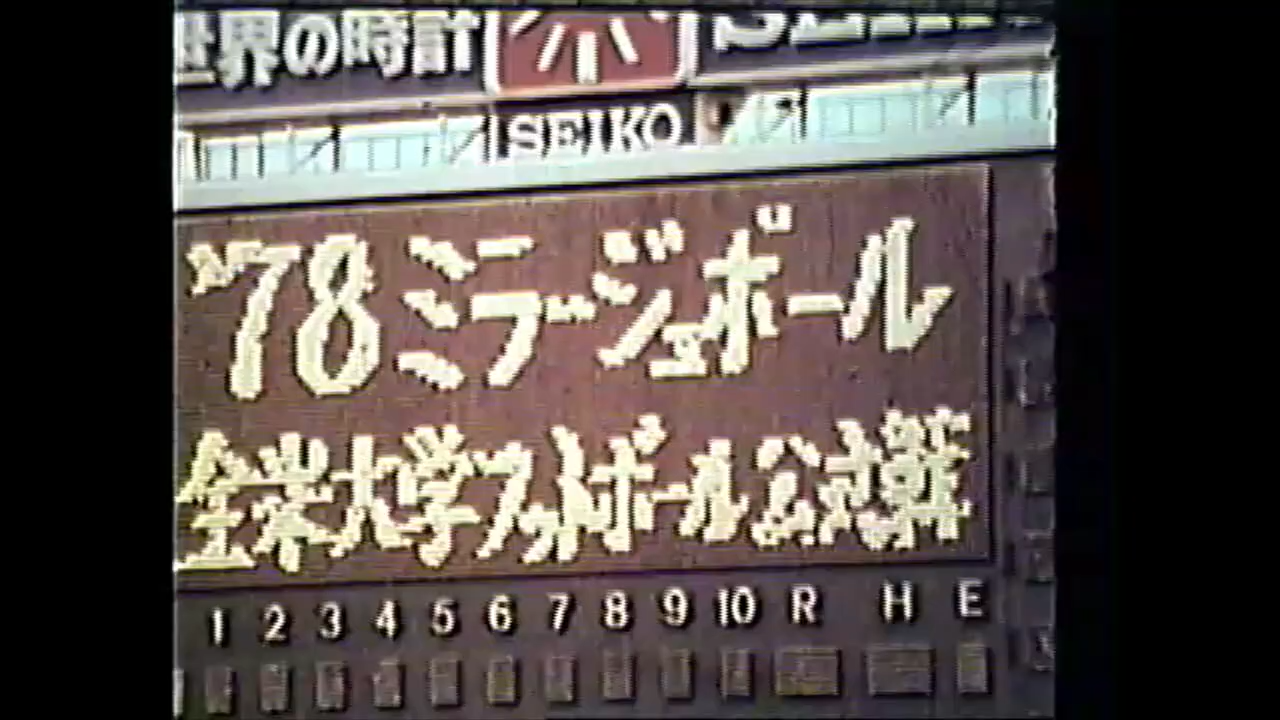 世界の時計
SEIKO
'78ミラージュボール
全米大学フットボール公式戦
1 2 3 4 5 6 7 8 9 10 R H E